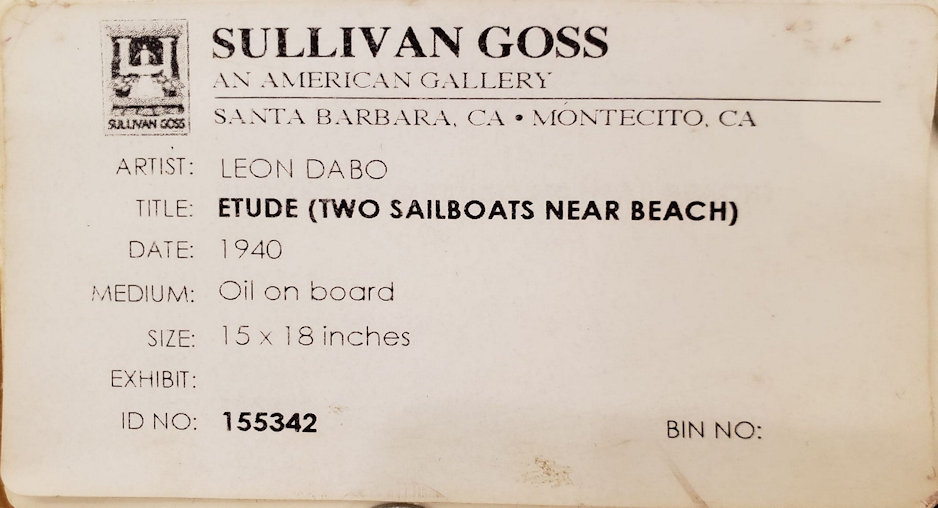 SULLIVAN GOSS
AN AMERICAN GALLERY
SANTA BARBARA, CA • MONTECITO, CA
SULLIVAN GOSS
ARTIST: LEON DABO
TITLE: ETUDE (TWO SAILBOATS NEAR BEACH)
DATE: 1940
MEDIUM: Oil on board
SIZE: 15 x 18 inches
EXHIBIT:
ID NO: 155342
BIN NO: